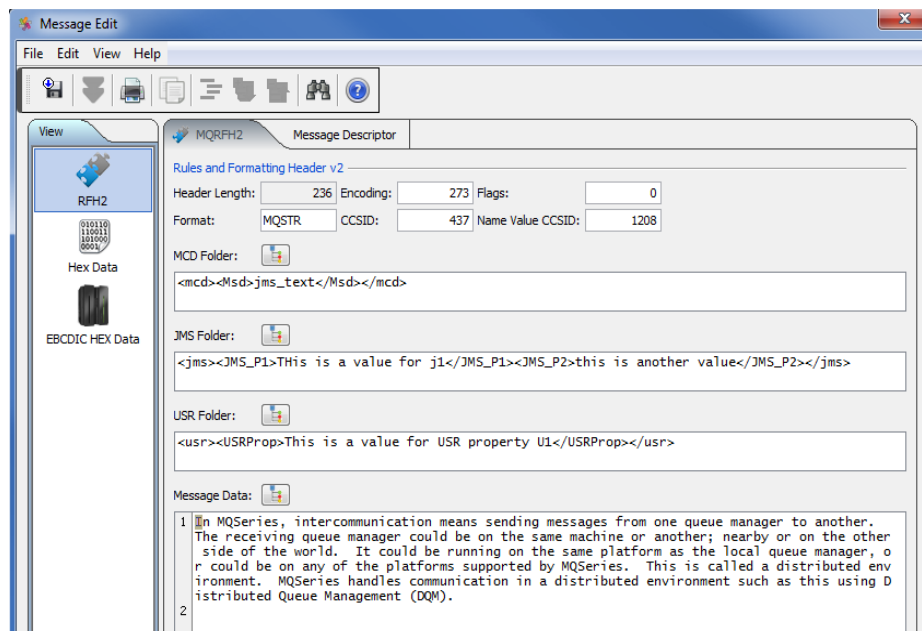 Message Edit
X
File Edit View Help
View
MQRFH2
Message Descriptor
Rules and Formatting Header v2
RFH2
Header Length: 236 Encoding: 273 Flags: 0
Format: MQSTR CCSID: 437 Name Value CCSID: 1208
010110
110011
101000
0001
Hex Data
MCD Folder:
<mcd><Msd>jms_text</Msd></mcd>
EBCDIC HEX Data
JMS Folder:
<jms><JMS_P1>THis is a value for j1</JMS_P1><JMS_P2>this is another value</JMS_P2></jms>
USR Folder:
<usr><USRProp>This is a value for USR property U1</USRProp></usr>
Message Data:
1 In MQSeries, intercommunication means sending messages from one queue manager to another.
The receiving queue manager could be on the same machine or another; nearby or on the other
side of the world. It could be running on the same platform as the local queue manager, o
r could be on any of the platforms supported by MQSeries. This is called a distributed env
ironment. MQSeries handles communication in a distributed environment such as this using D
istributed Queue Management (DQM).
2